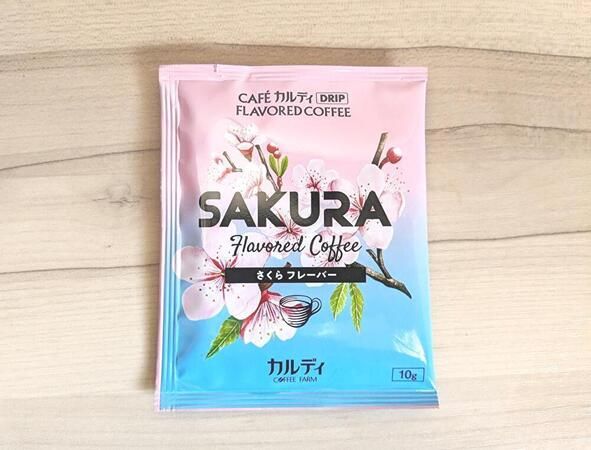 CAFÉ カルディ DRIP
FLAVORED COFFEE
SAKURA
Flavored Coffee
さくら フレーバー
カルディ
COFFEE FARM
10g